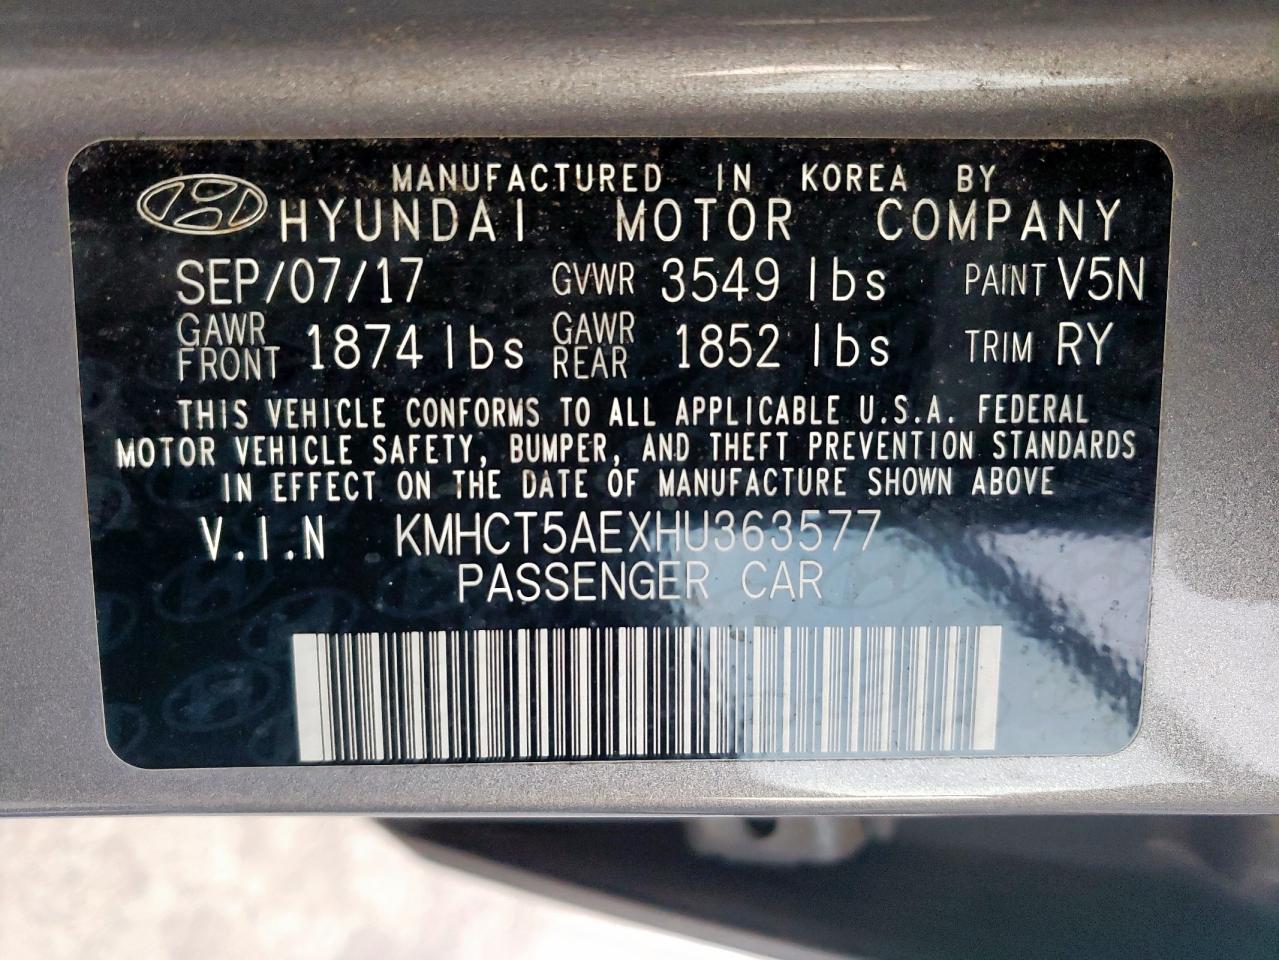 MANUFACTURED IN KOREA BY
HYUNDAI MOTOR COMPANY
SEP/07/17 GVWR 3549 lbs PAINT V5N
GAWR FRONT 1874 lbs GAWR REAR 1852 lbs TRIM RY
THIS VEHICLE CONFORMS TO ALL APPLICABLE U.S.A. FEDERAL
MOTOR VEHICLE SAFETY, BUMPER, AND THEFT PREVENTION STANDARDS
IN EFFECT ON THE DATE OF MANUFACTURE SHOWN ABOVE
V.I.N KMHCT5AEXHU363577
PASSENGER CAR